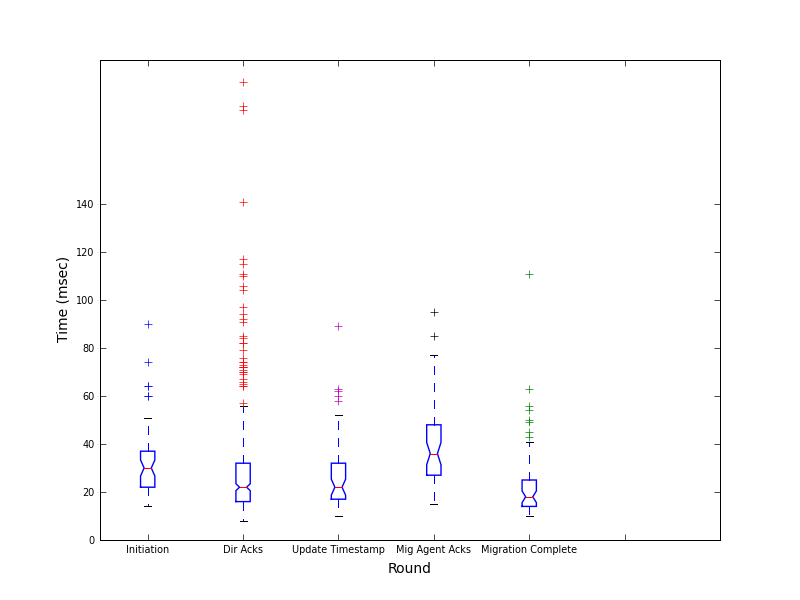 140
120
100
80
60
40
20
0
Time (msec)
Initiation Dir Acks Update Timestamp Mig Agent Acks Migration Complete
Round